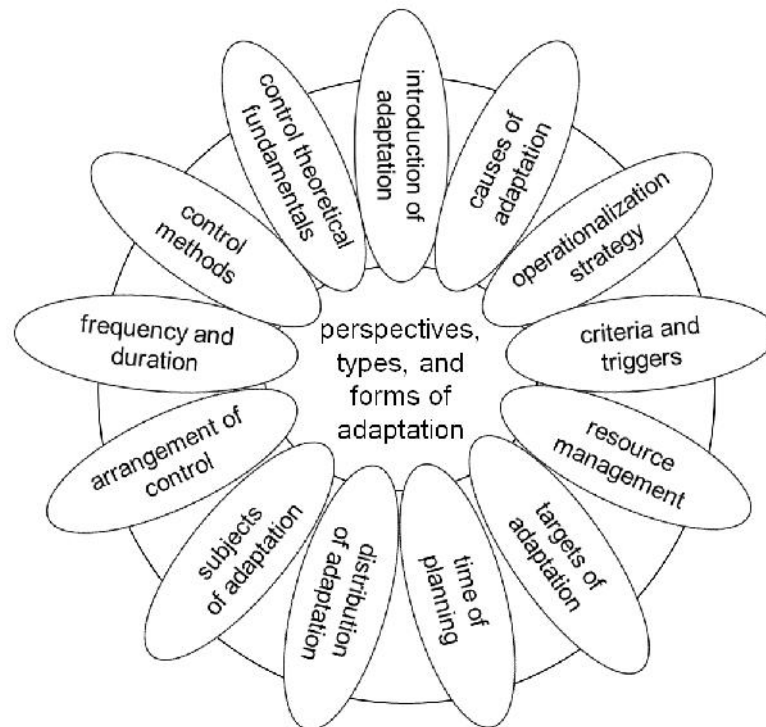 introduction of
adaptation
causes of
adaptation
operationalization
strategy
criteria and
triggers
resource
management
targets of
adaptation
time of
planning
distribution
of adaptation
subjects
of adaptation
arrangement of
control
frequency and
duration
control
methods
control theoretical
fundamentals
perspectives,
types, and
forms of
adaptation